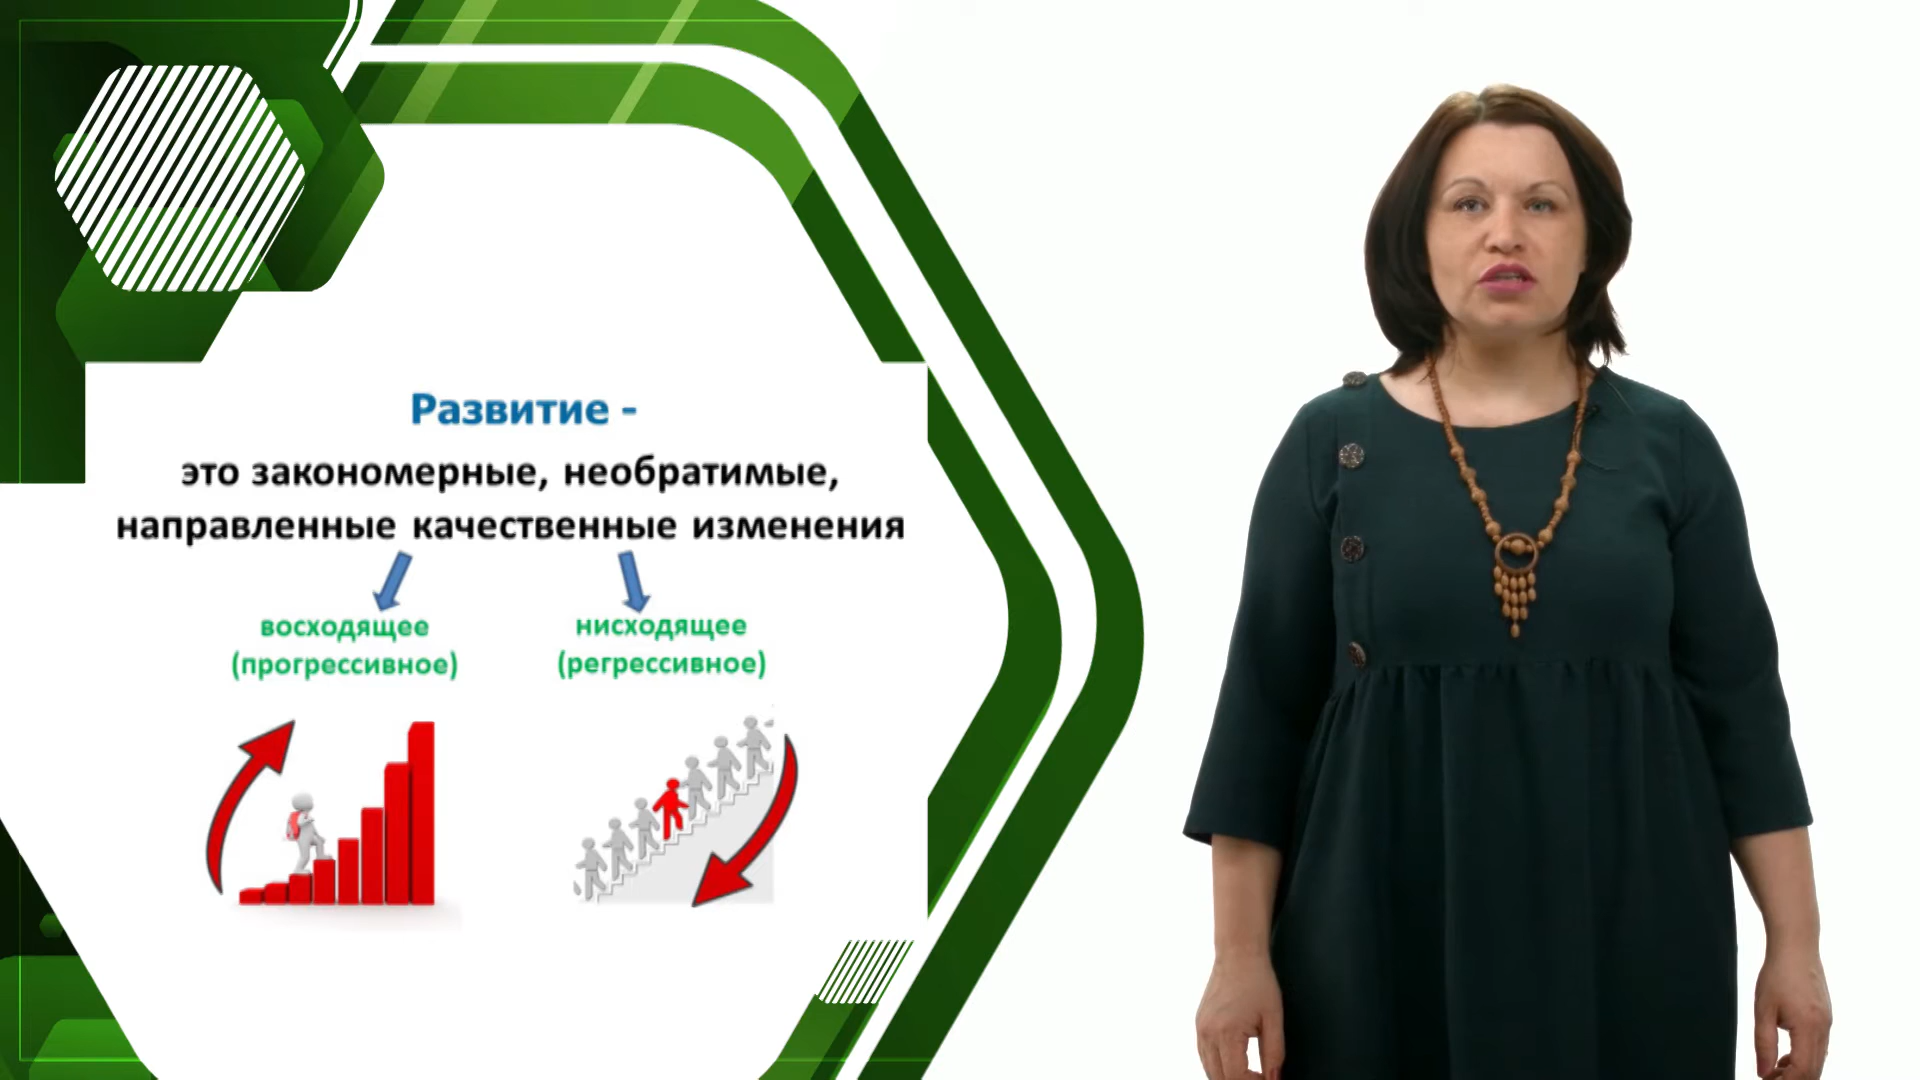 Развитие -
это закономерные, необратимые,
направленные качественные изменения
восходящее
(прогрессивное)
нисходящее
(регрессивное)